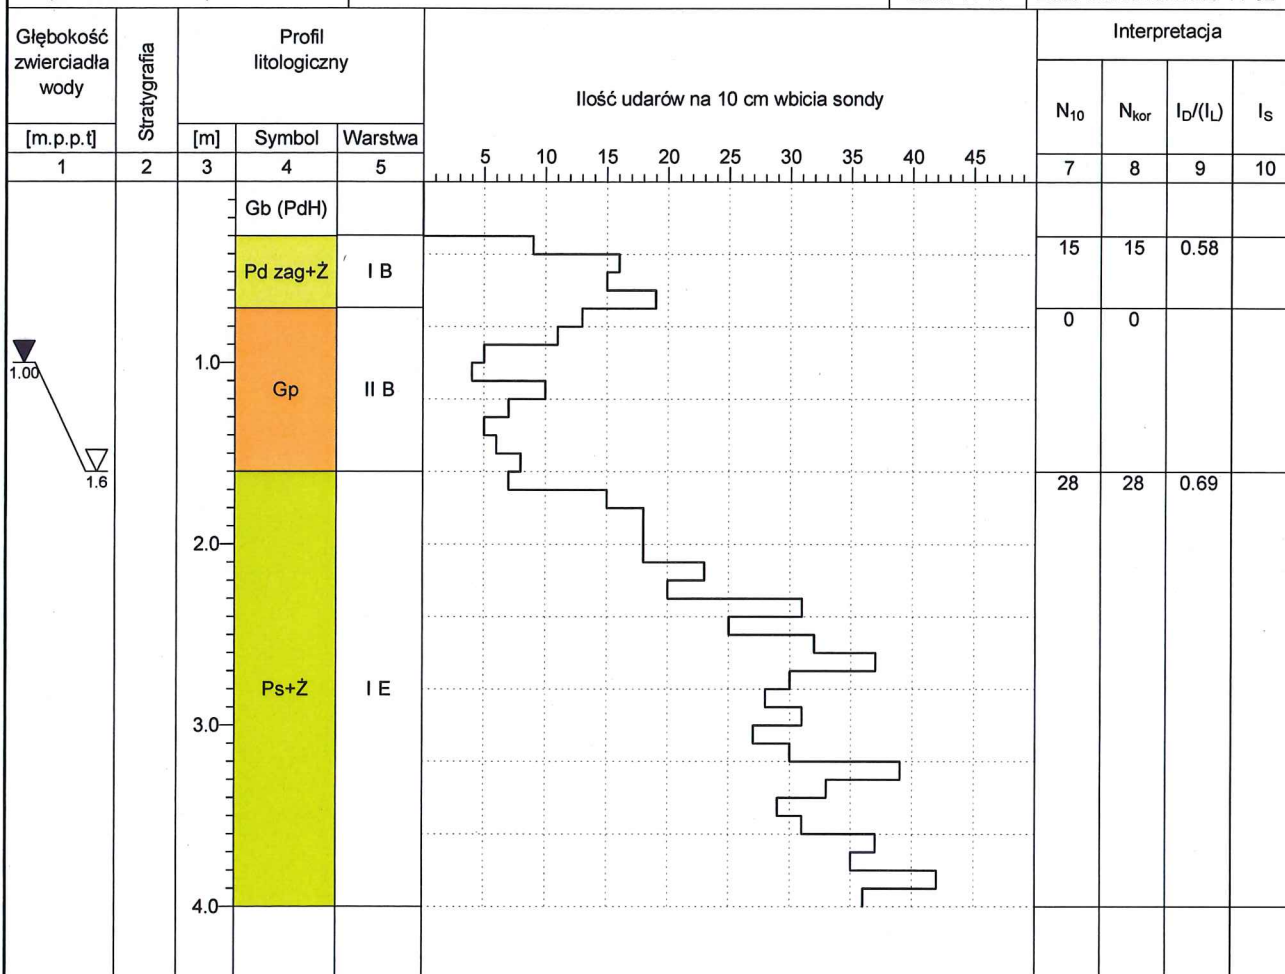 Głębokość
zwierciadła
wody
[m.p.p.t]
1
Stratygrafia
2
Profil
litologiczny
[m] Symbol Warstwa
3 4 5
Ilość udarów na 10 cm wbicia sondy
5 10 15 20 25 30 35 40 45
Interpretacja
N10 Nkor ID/(IL) IS
7 8 9 10
Gb (PdH)
Pd zag+Ż I B 15 15 0.58
0 0
1.0
1.00
Gp II B
1.6
28 28 0.69
2.0
Ps+Ż I E
3.0
4.0